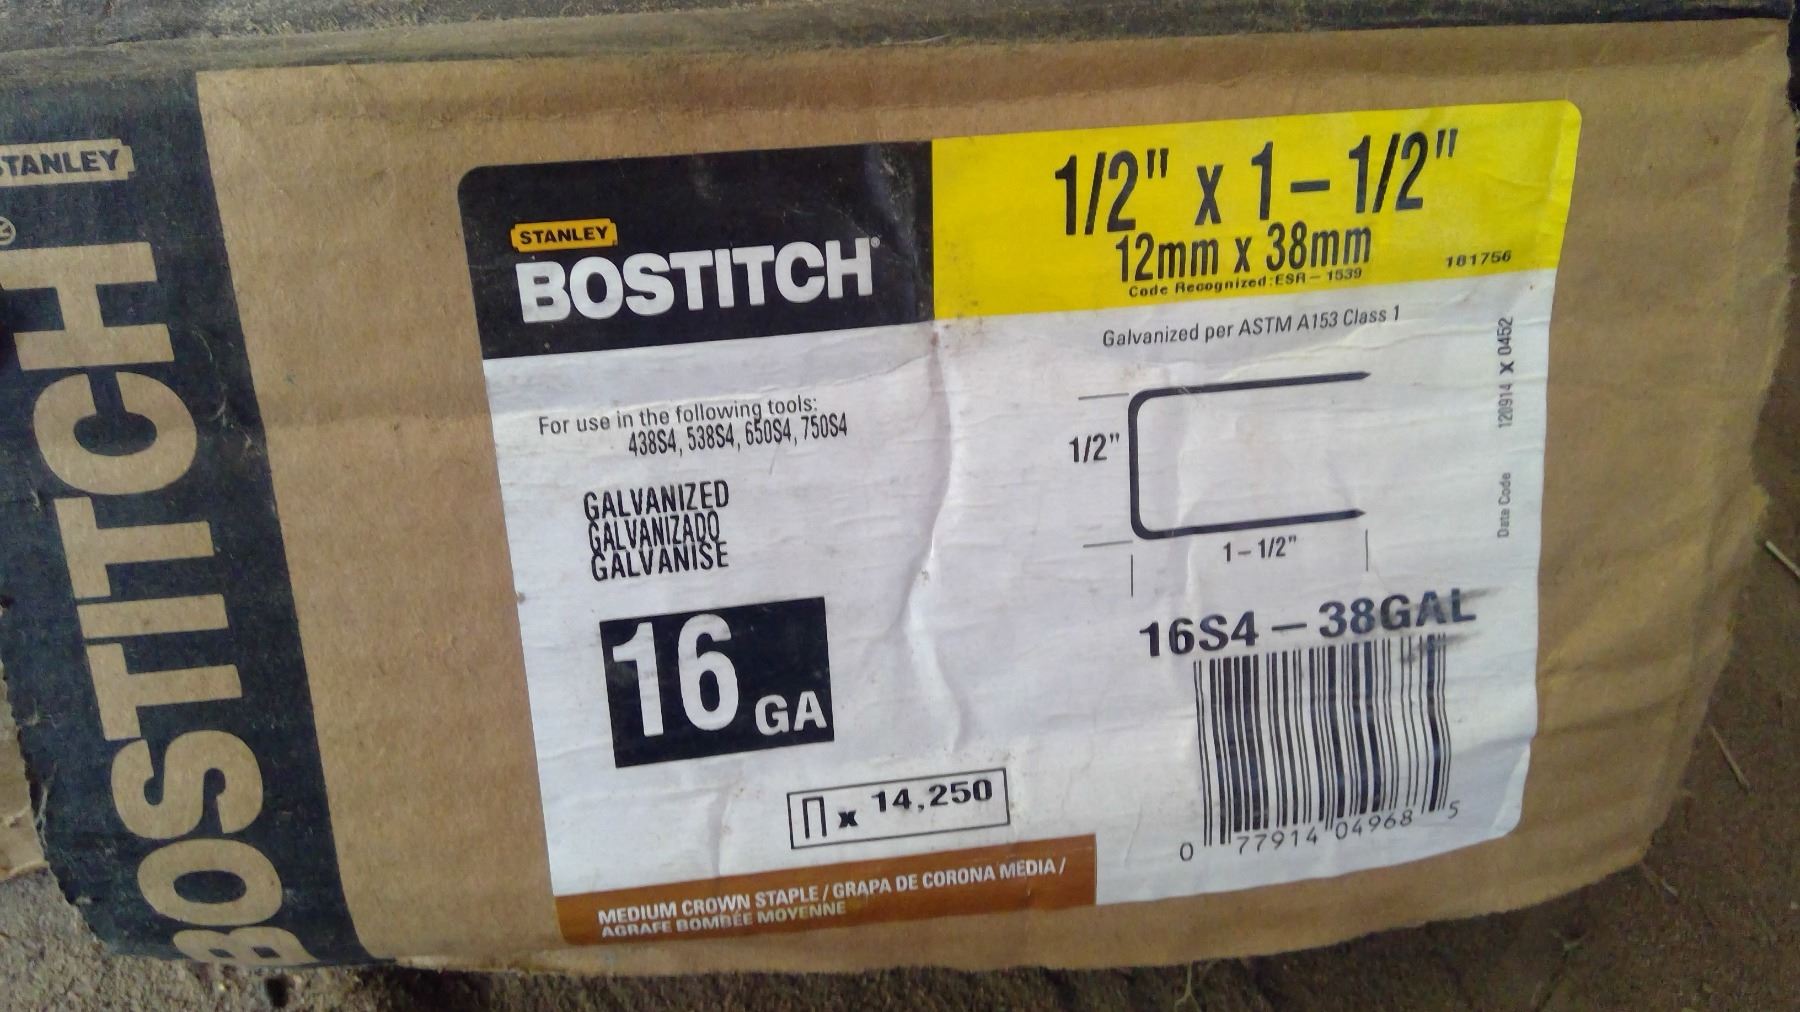 STANLEY
BOSTITCH
®
STANLEY
BOSTITCH®
1/2" x 1-1/2"
12mm x 38mm
Code Recognized:ESR-1539
181756
Galvanized per ASTM A153 Class 1
For use in the following tools:
438S4, 538S4, 650S4, 750S4
GALVANIZED
GALVANIZADO
GALVANISE
16 GA
x 14,250
MEDIUM CROWN STAPLE / GRAPA DE CORONA MEDIA /
AGRAFE BOMBÉE MOYENNE
1/2"
1-1/2"
Date Code 120914 X 0452
16S4-38GAL
0 77914 04968 5